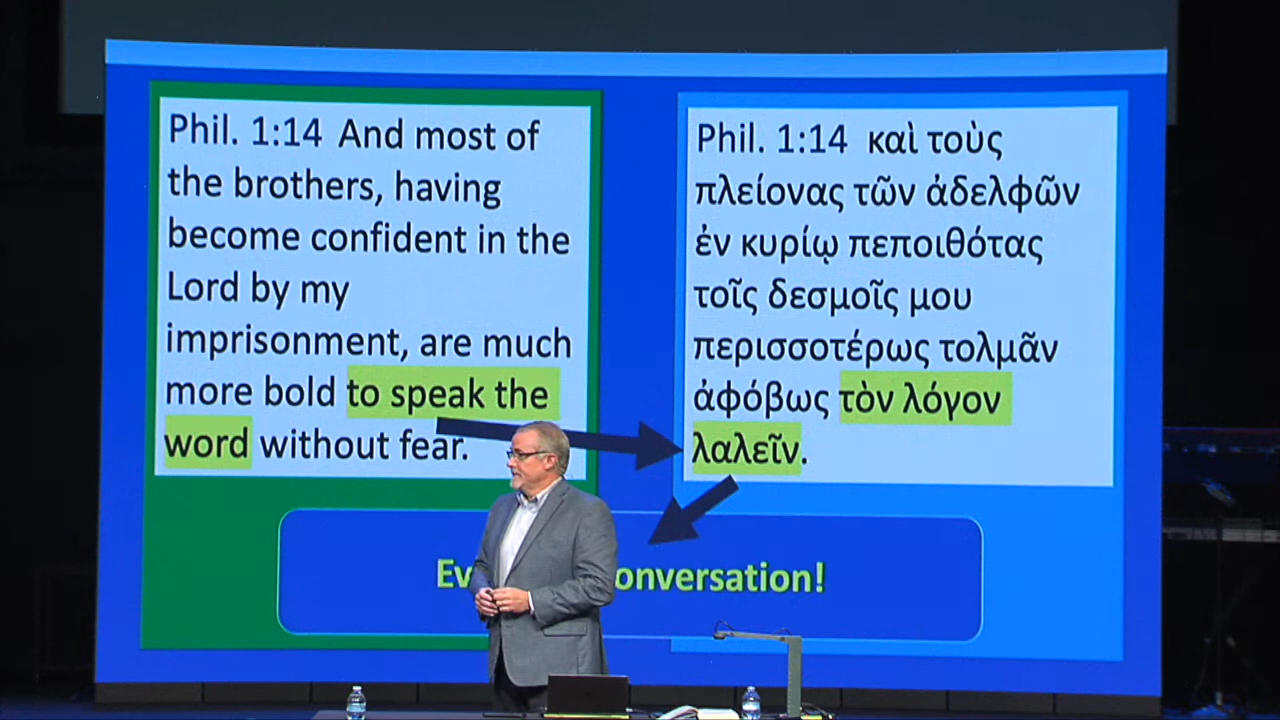 Phil. 1:14 And most of
the brothers, having
become confident in the
Lord by my
imprisonment, are much
more bold to speak the
word without fear.
Phil. 1:14 καὶ τοὺς
πλείονας τῶν ἀδελφῶν
ἐν κυρίῳ πεποιθότας
τοῖς δεσμοῖς μου
περισσοτέρως τολμᾶν
ἀφόβως τὸν λόγον
λαλεῖν.